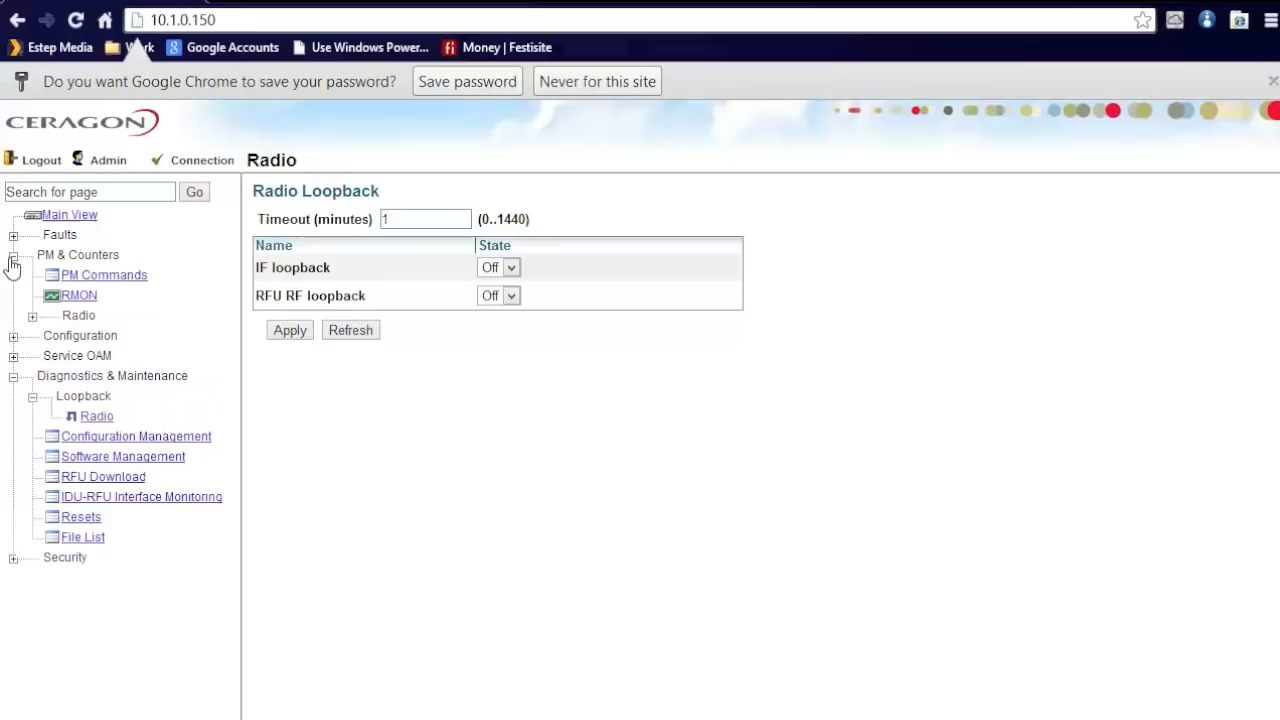 10.1.0.150
Estep Media Work Google Accounts Use Windows Power... Money | Festisite
Do you want Google Chrome to save your password? Save password Never for this site
CERAGON
Logout Admin Connection Radio
Search for page Go
Main View
Faults
PM & Counters
PM Commands
RMON
Radio
Configuration
Service OAM
Diagnostics & Maintenance
Loopback
Radio
Configuration Management
Software Management
RFU Download
IDU-RFU Interface Monitoring
Resets
File List
Security
Radio Loopback
Timeout (minutes) 1 (0..1440)
Name State
IF loopback Off
RFU RF loopback Off
Apply Refresh